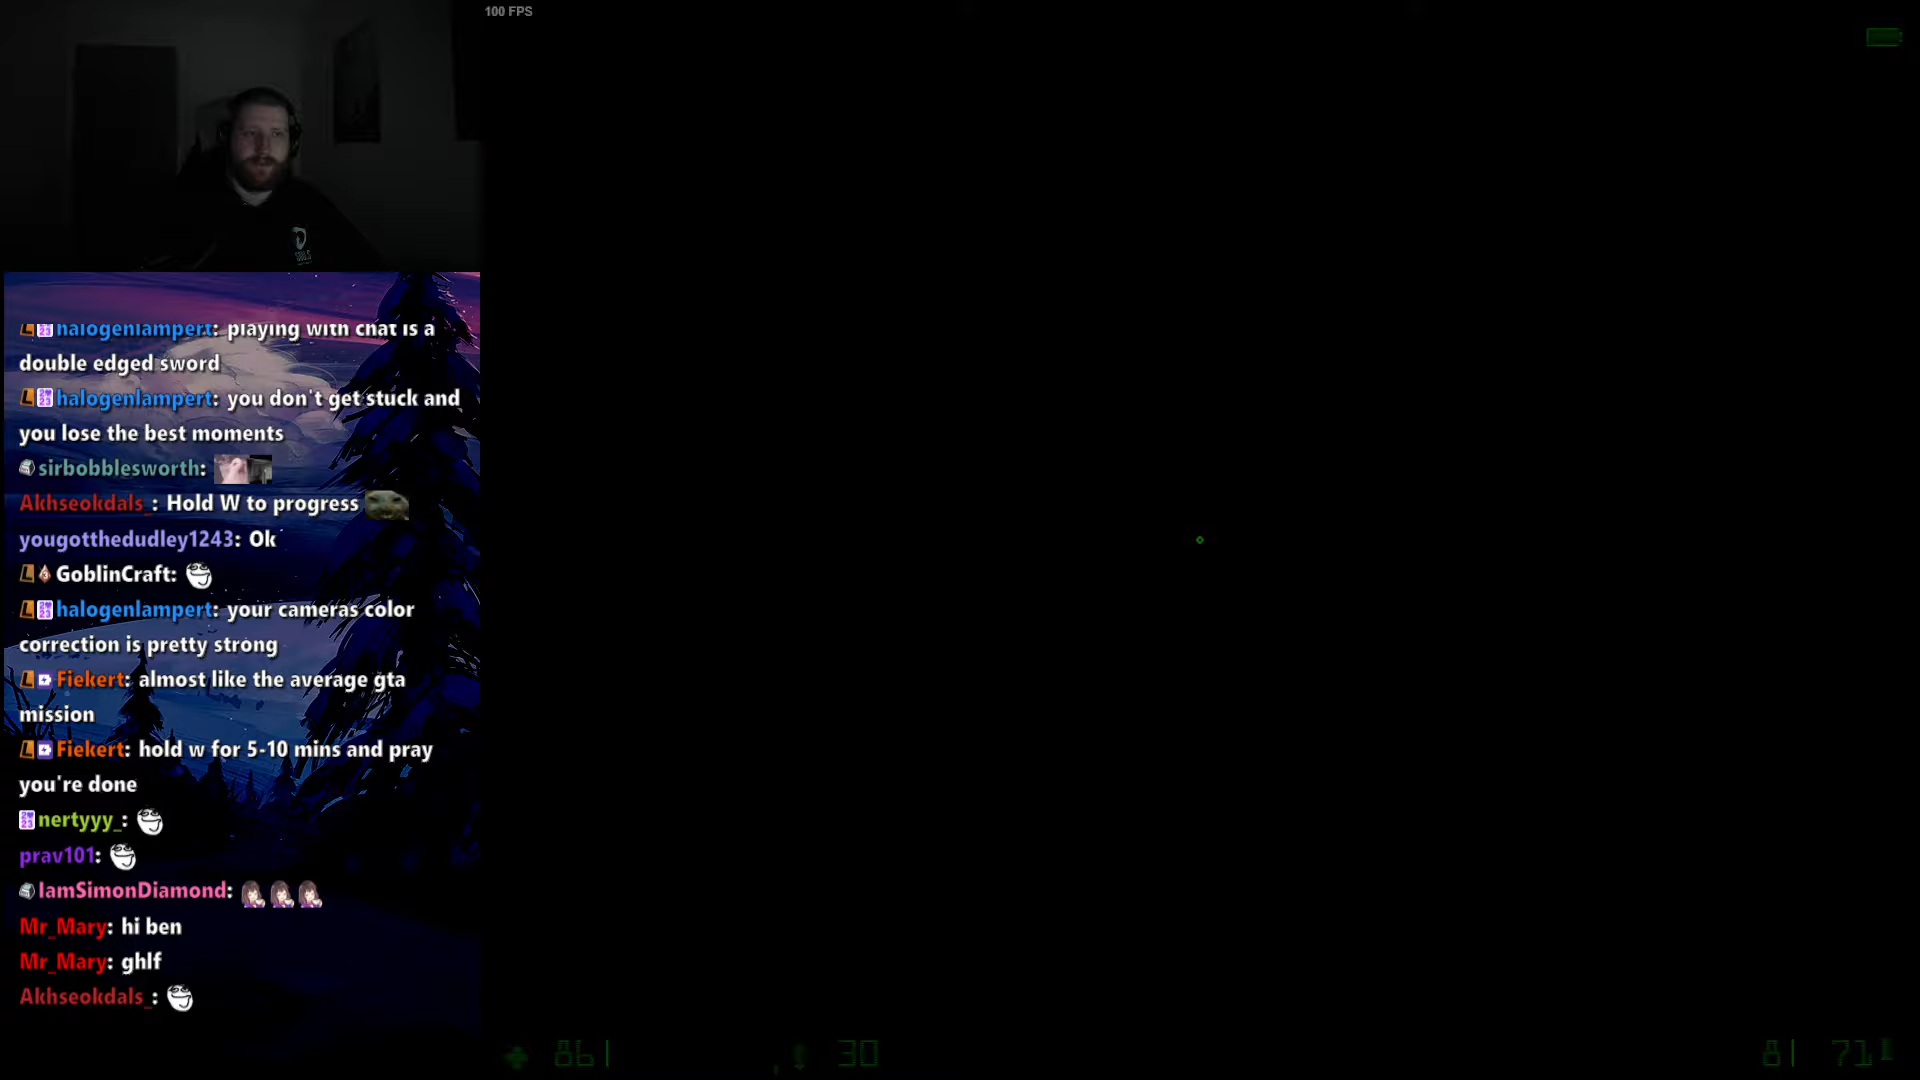 100 FPS
halogenlampert: playing with chat is a
double edged sword
halogenlampert: you don't get stuck and
you lose the best moments
sirbobblesworth:
Akhseokdals_: Hold W to progress
yougotthedudley1243: Ok
GoblinCraft:
halogenlampert: your cameras color
correction is pretty strong
Fiekert: almost like the average gta
mission
Fiekert: hold w for 5-10 mins and pray
you're done
nertyyy_:
prav101:
IamSimonDiamond:
Mr_Mary: hi ben
Mr_Mary: ghlf
Akhseokdals_:
86 30 8 71